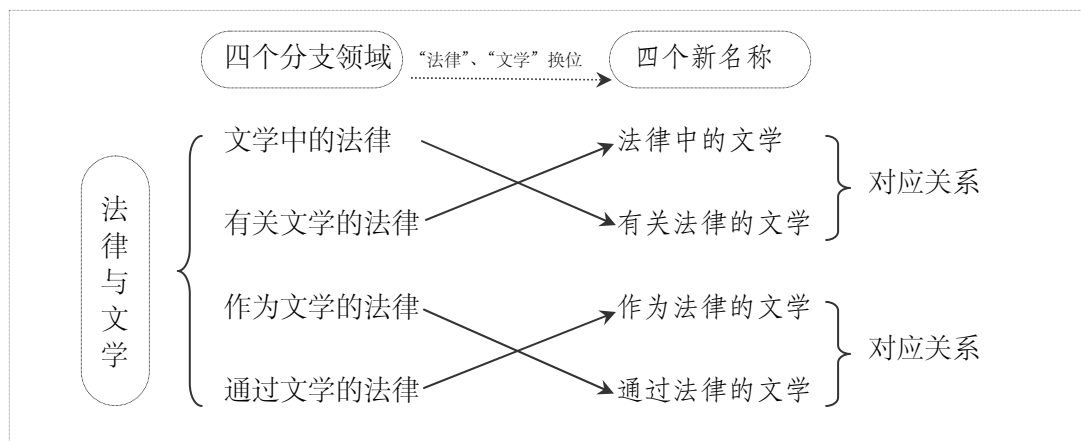 四个分支领域
“法律”、“文学”换位
四个新名称
法律与文学
文学中的法律
法律中的文学
有关文学的法律
有关法律的文学
对应关系
作为文学的法律
作为法律的文学
通过文学的法律
通过法律的文学
对应关系